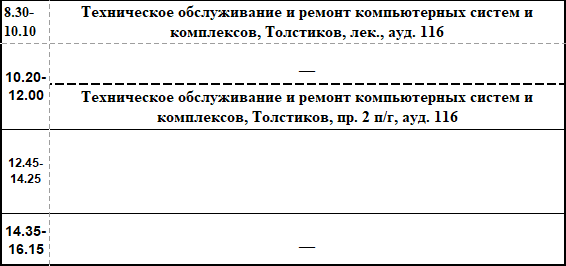 8.30-
10.10
Техническое обслуживание и ремонт компьютерных систем и
комплексов, Толстиков, лек., ауд. 116
10.20-
12.00
—
Техническое обслуживание и ремонт компьютерных систем и
комплексов, Толстиков, пр. 2 п/г, ауд. 116
12.45-
14.25
14.35-
16.15
—